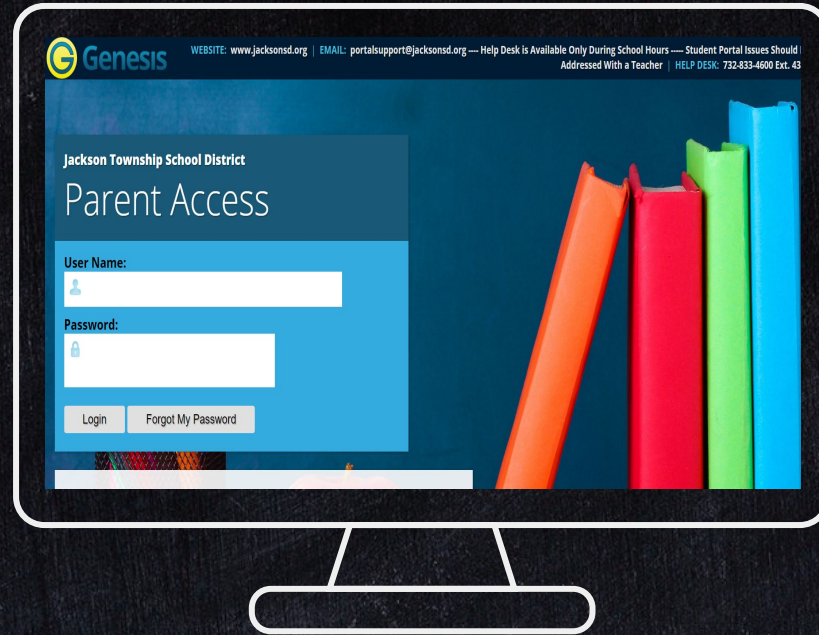 Genesis
WEBSITE: www.jacksonsd.org | EMAIL: portalsupport@jacksonsd.org ---- Help Desk is Available Only During School Hours ----- Student Portal Issues Should
Addressed With a Teacher | HELP DESK: 732-833-4600 Ext. 43
Jackson Township School District
Parent Access
User Name:
Password:
Login Forgot My Password